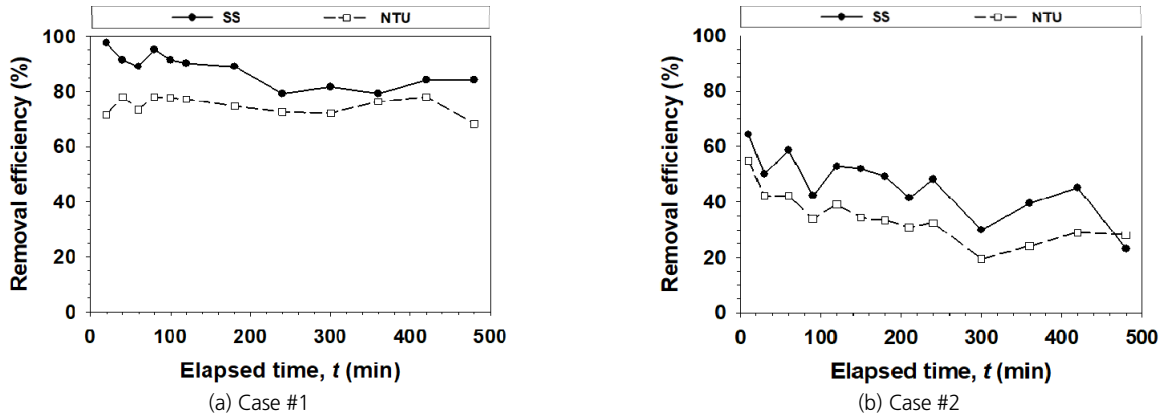 SS NTU
100
80
60
40
20
0
Removal efficiency (%)
0 100 200 300 400 500
Elapsed time, t (min)
(a) Case #1
SS NTU
100
80
60
40
20
0
Removal efficiency (%)
0 100 200 300 400 500
Elapsed time, t (min)
(b) Case #2